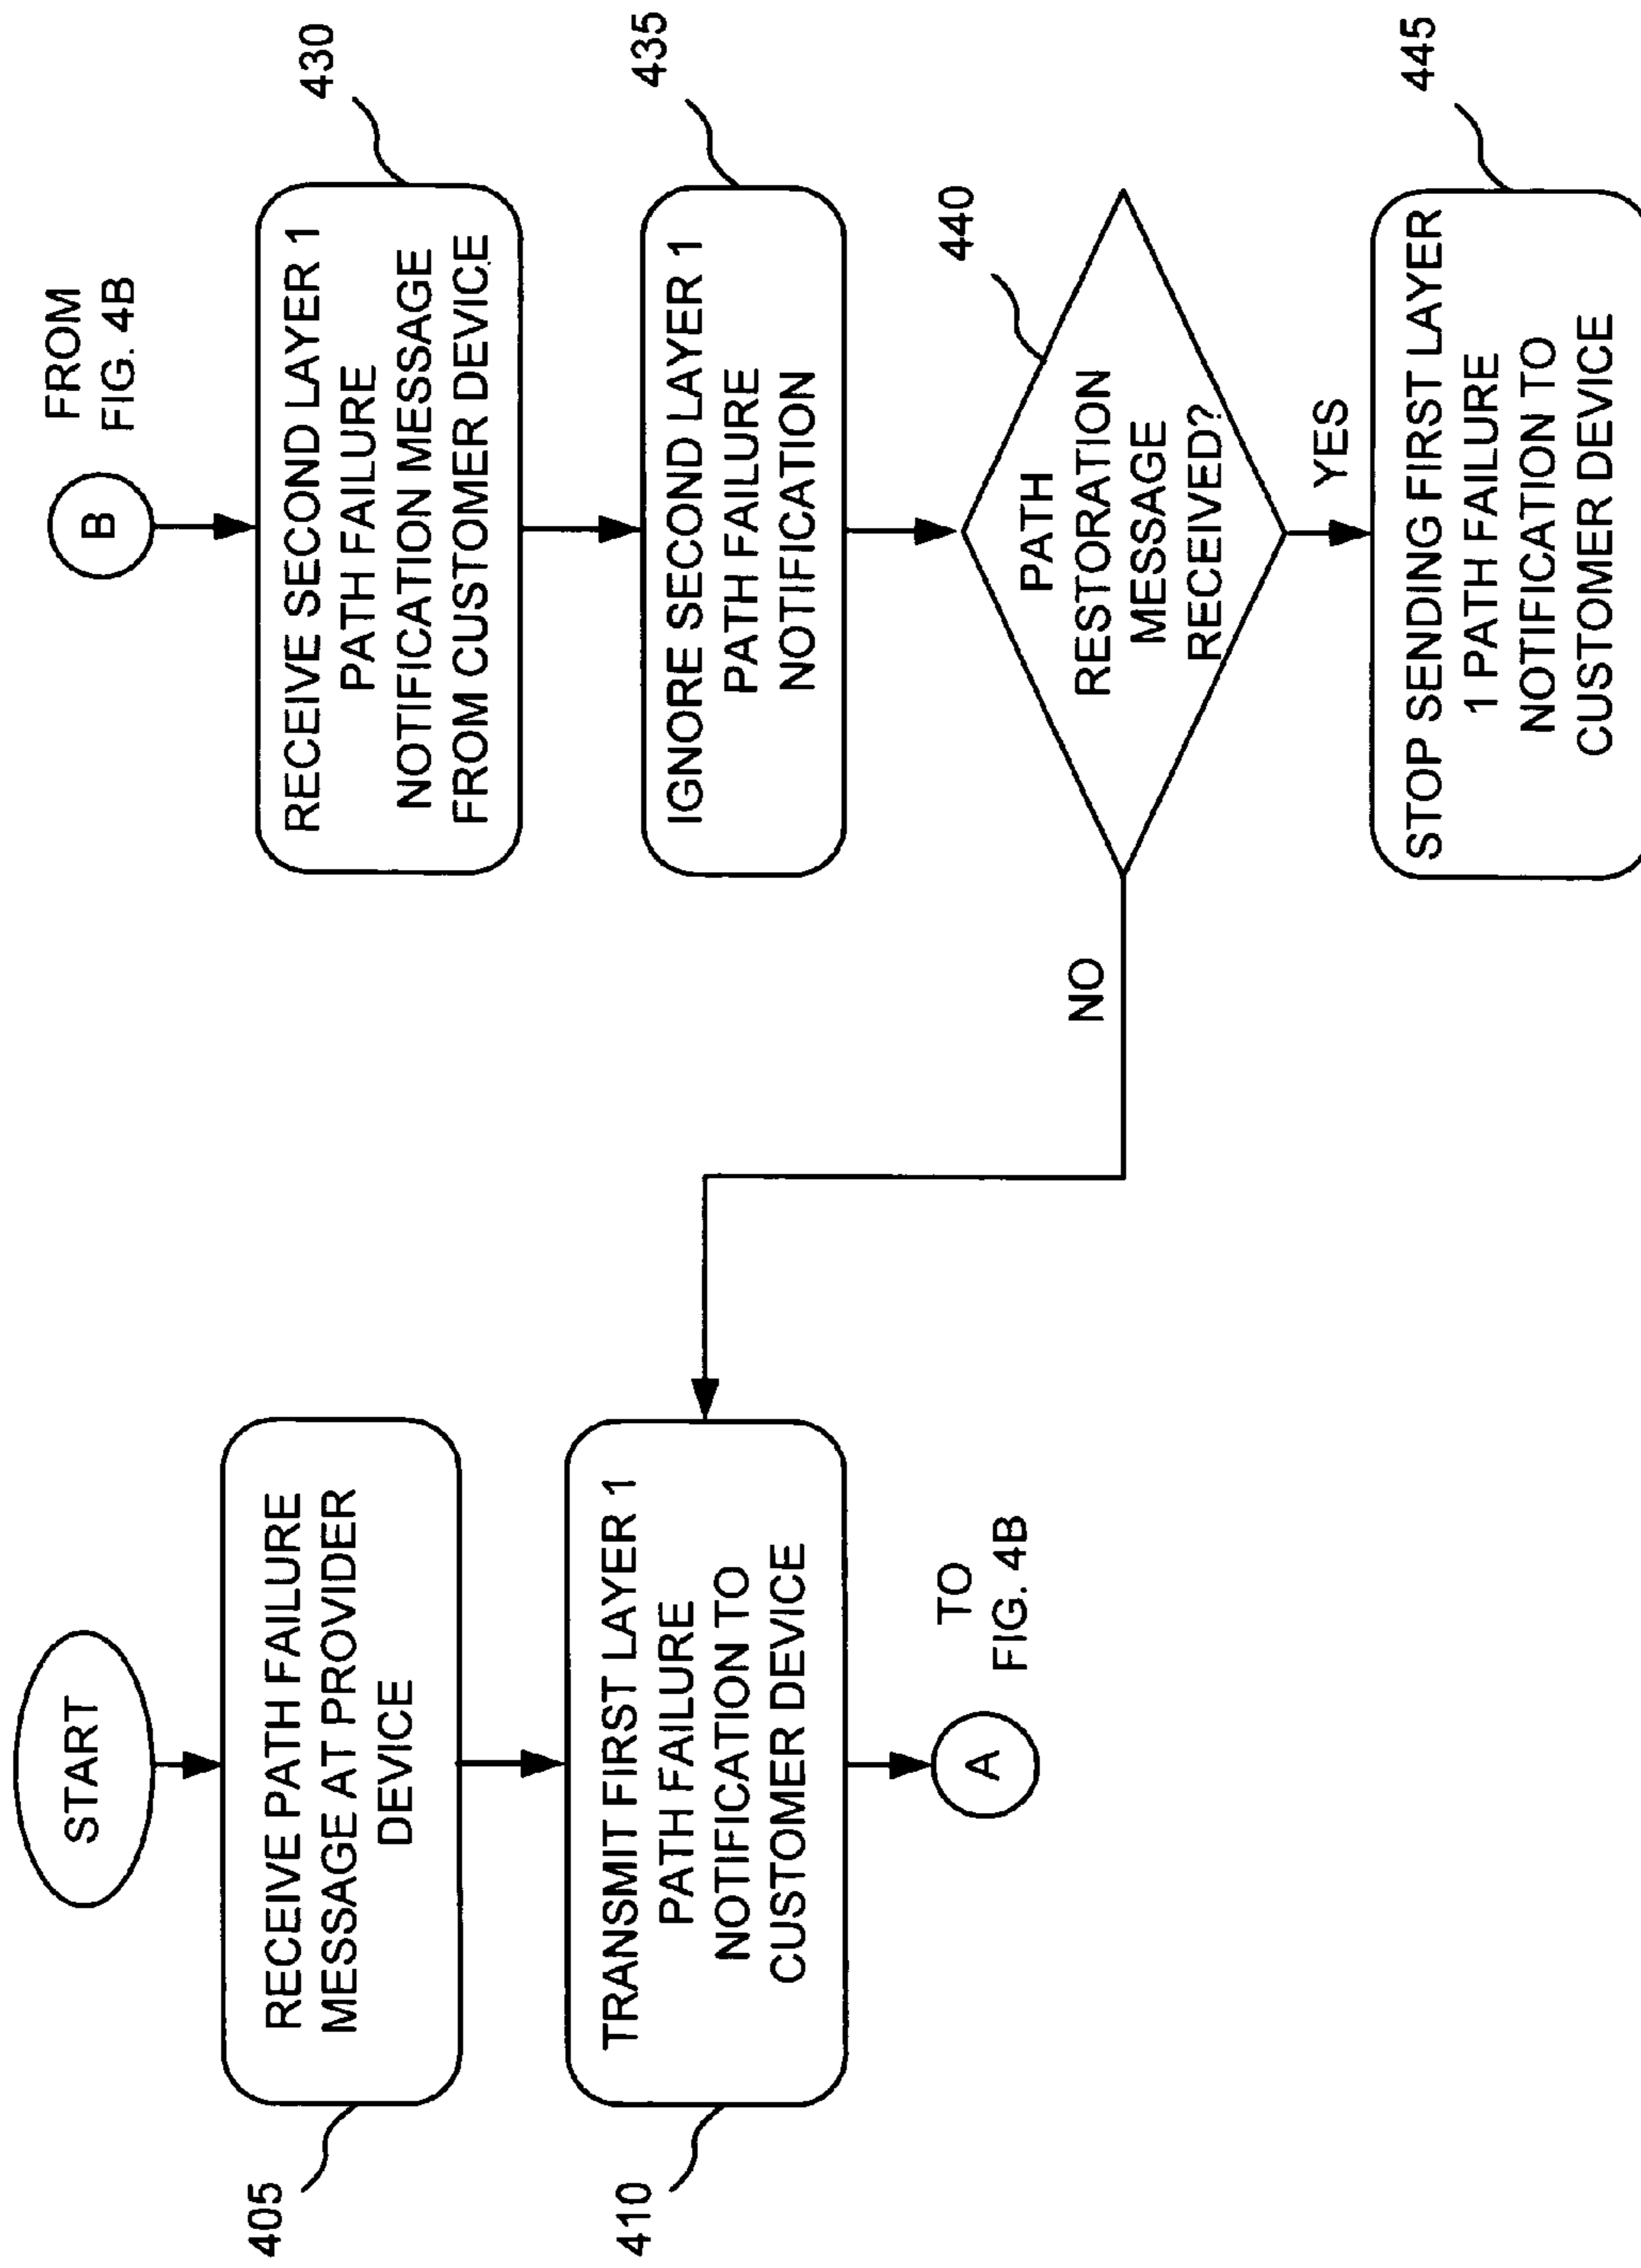 START
RECEIVE PATH FAILURE
MESSAGE AT PROVIDER
DEVICE
405
TRANSMIT FIRST LAYER 1
PATH FAILURE
NOTIFICATION TO
CUSTOMER DEVICE
410
A
TO
FIG. 4B
B
FROM
FIG. 4B
RECEIVE SECOND LAYER 1
PATH FAILURE
NOTIFICATION MESSAGE
FROM CUSTOMER DEVICE
430
IGNORE SECOND LAYER 1
PATH FAILURE
NOTIFICATION
435
PATH
RESTORATION
MESSAGE
RECEIVED?
440
NO
YES
STOP SENDING FIRST LAYER
1 PATH FAILURE
NOTIFICATION TO
CUSTOMER DEVICE
445